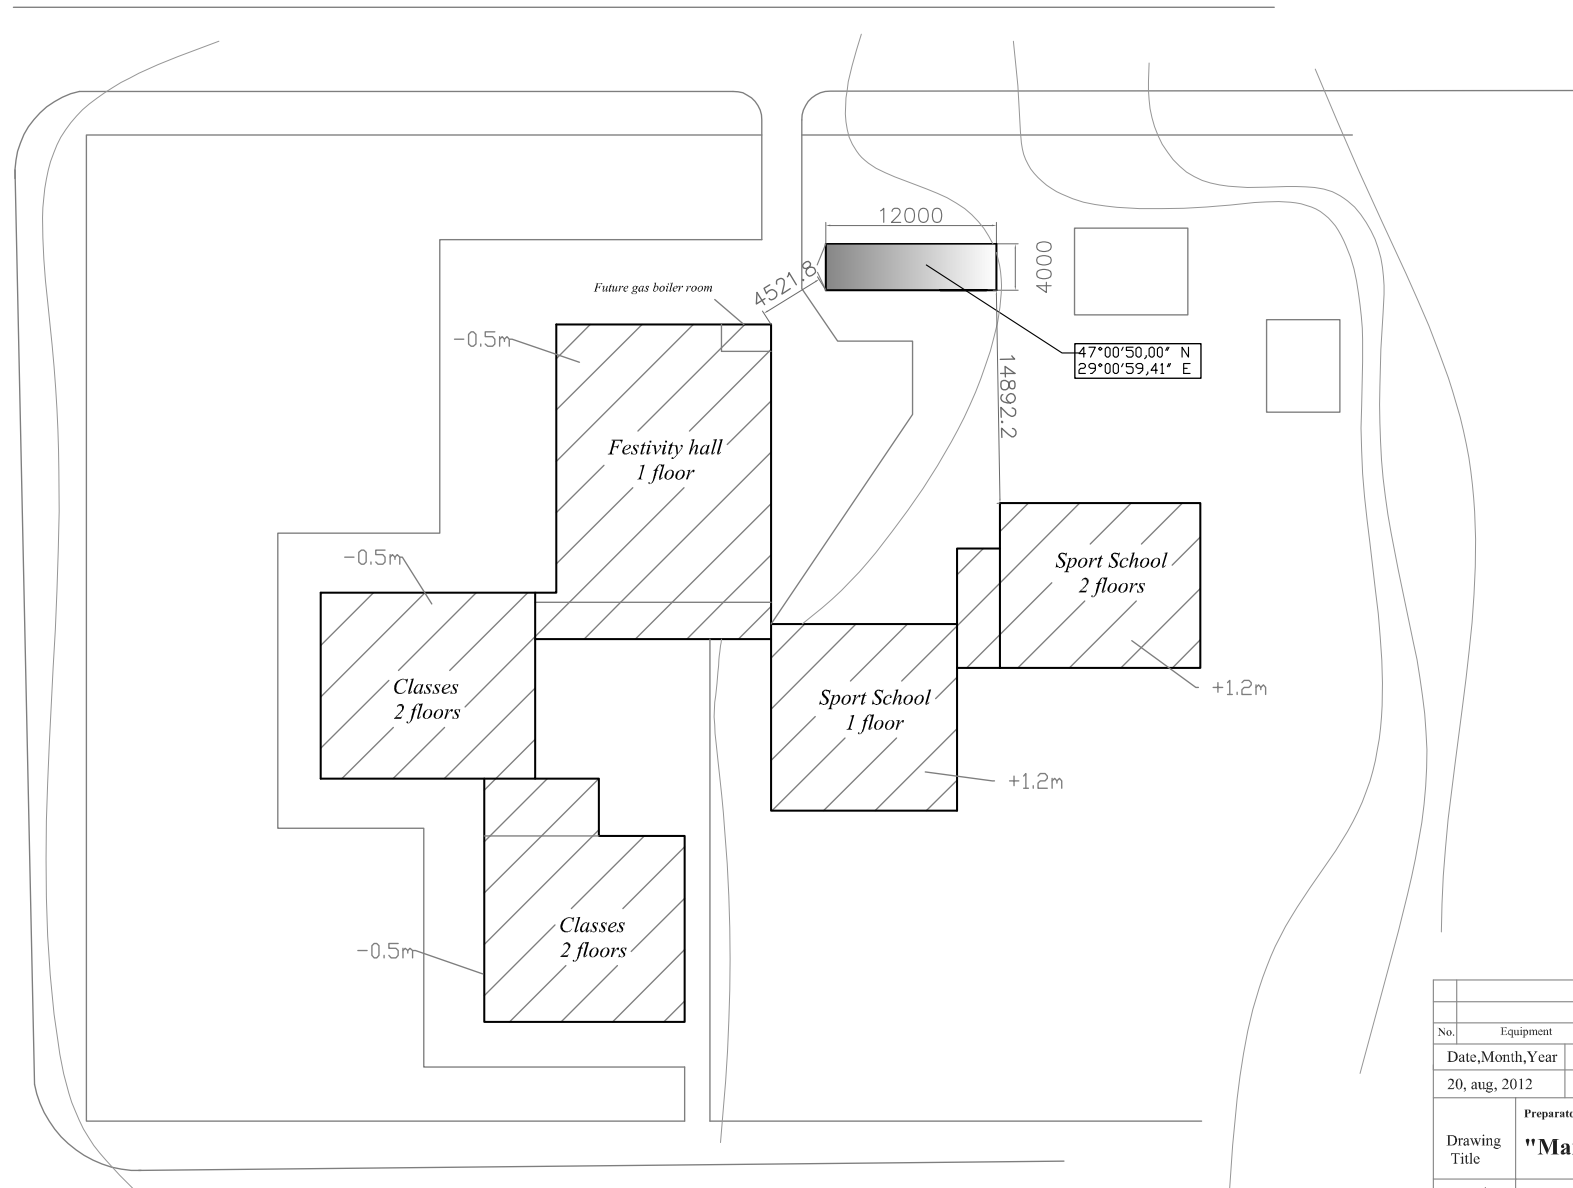 12000
4000
4521.8
Future gas boiler room
-0.5m
47°00'50,00" N
29°00'59,41" E
14892.2
Festivity hall
1 floor
-0.5m
Sport School
2 floors
+1.2m
Classes
2 floors
Sport School
1 floor
+1.2m
Classes
2 floors
-0.5m
No.
Equipment
Date,Month,Year
20, aug, 2012
Drawing
Title